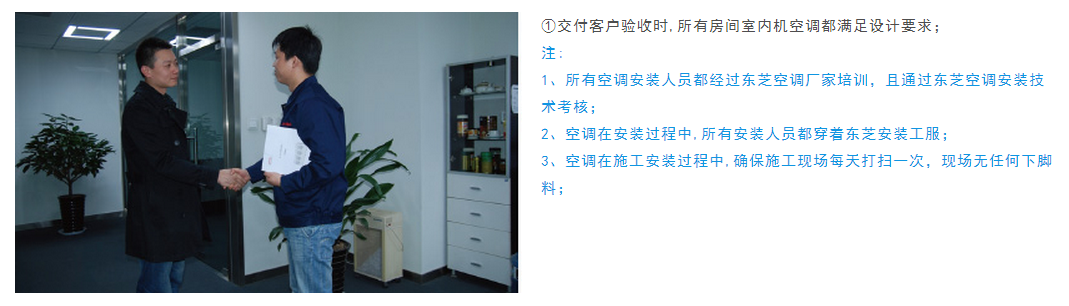 ①交付客户验收时,所有房间室内机空调都满足设计要求；
注:
1、所有空调安装人员都经过东芝空调厂家培训，且通过东芝空调安装技
术考核；
2、空调在安装过程中,所有安装人员都穿着东芝安装工服；
3、空调在施工安装过程中,确保施工现场每天打扫一次，现场无任何下脚
料；